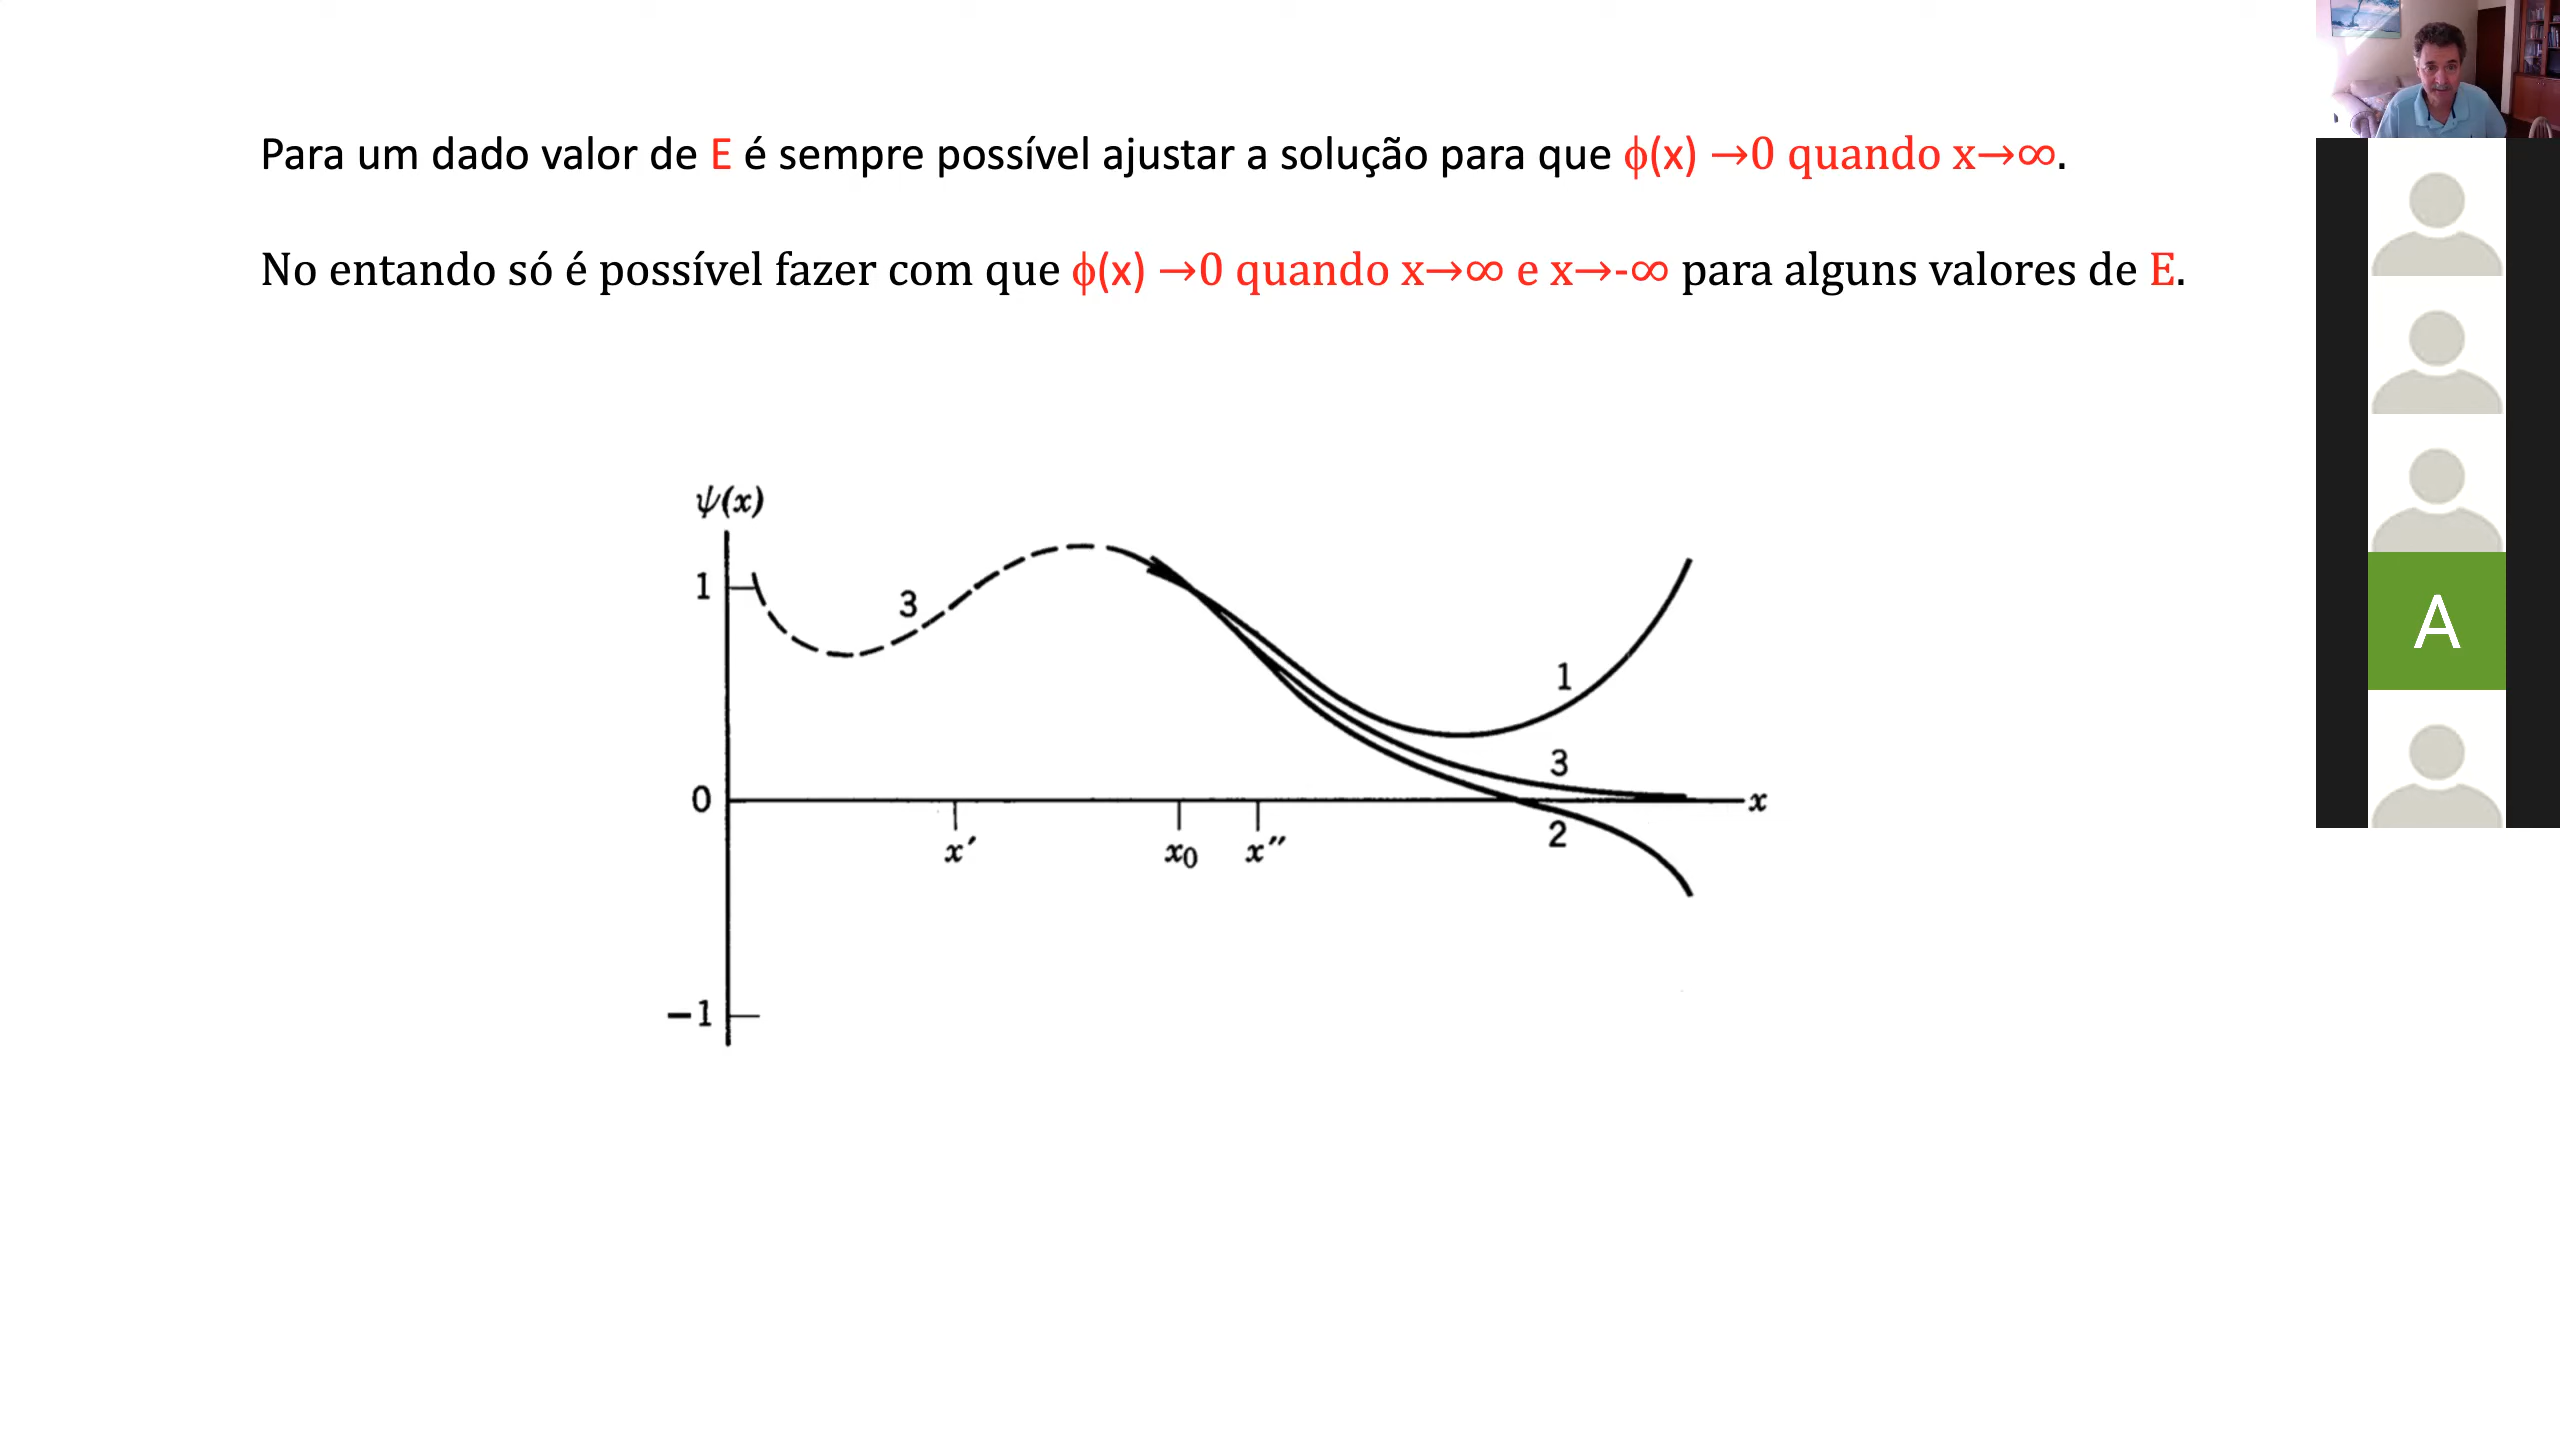 Para um dado valor de E é sempre possível ajustar a solução para que ϕ(x) →0 quando x→∞.
No entando só é possível fazer com que ϕ(x) →0 quando x→∞ e x→-∞ para alguns valores de E.
ψ(x)
1
3
1
3
0
x
2
x′
x₀
x″
−1
A